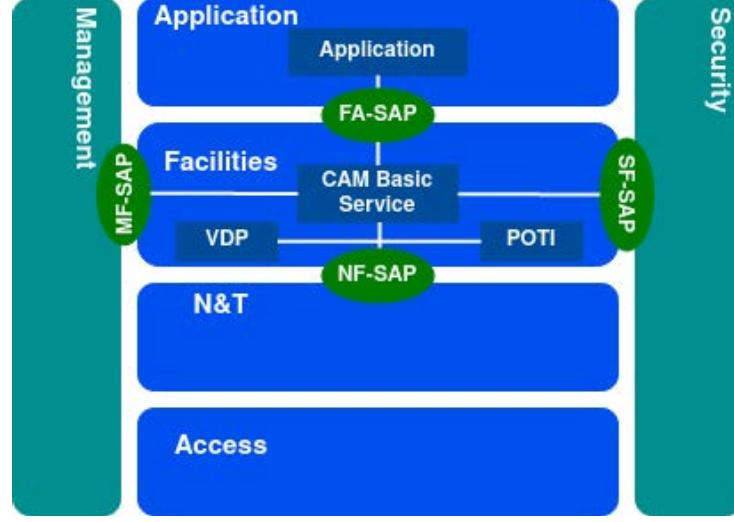 Management
Application
Application
FA-SAP
Security
Facilities
CAM Basic
Service
MF-SAP
SF-SAP
VDP
POTI
NF-SAP
N&T
Access